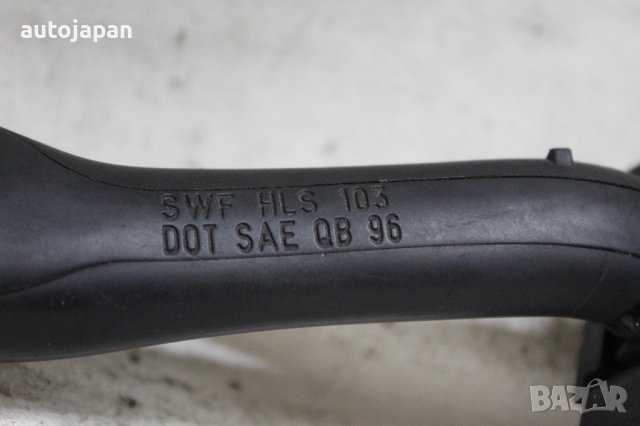 autojapan
SWF HLS 103
DOT SAE QB 96
BAZAR